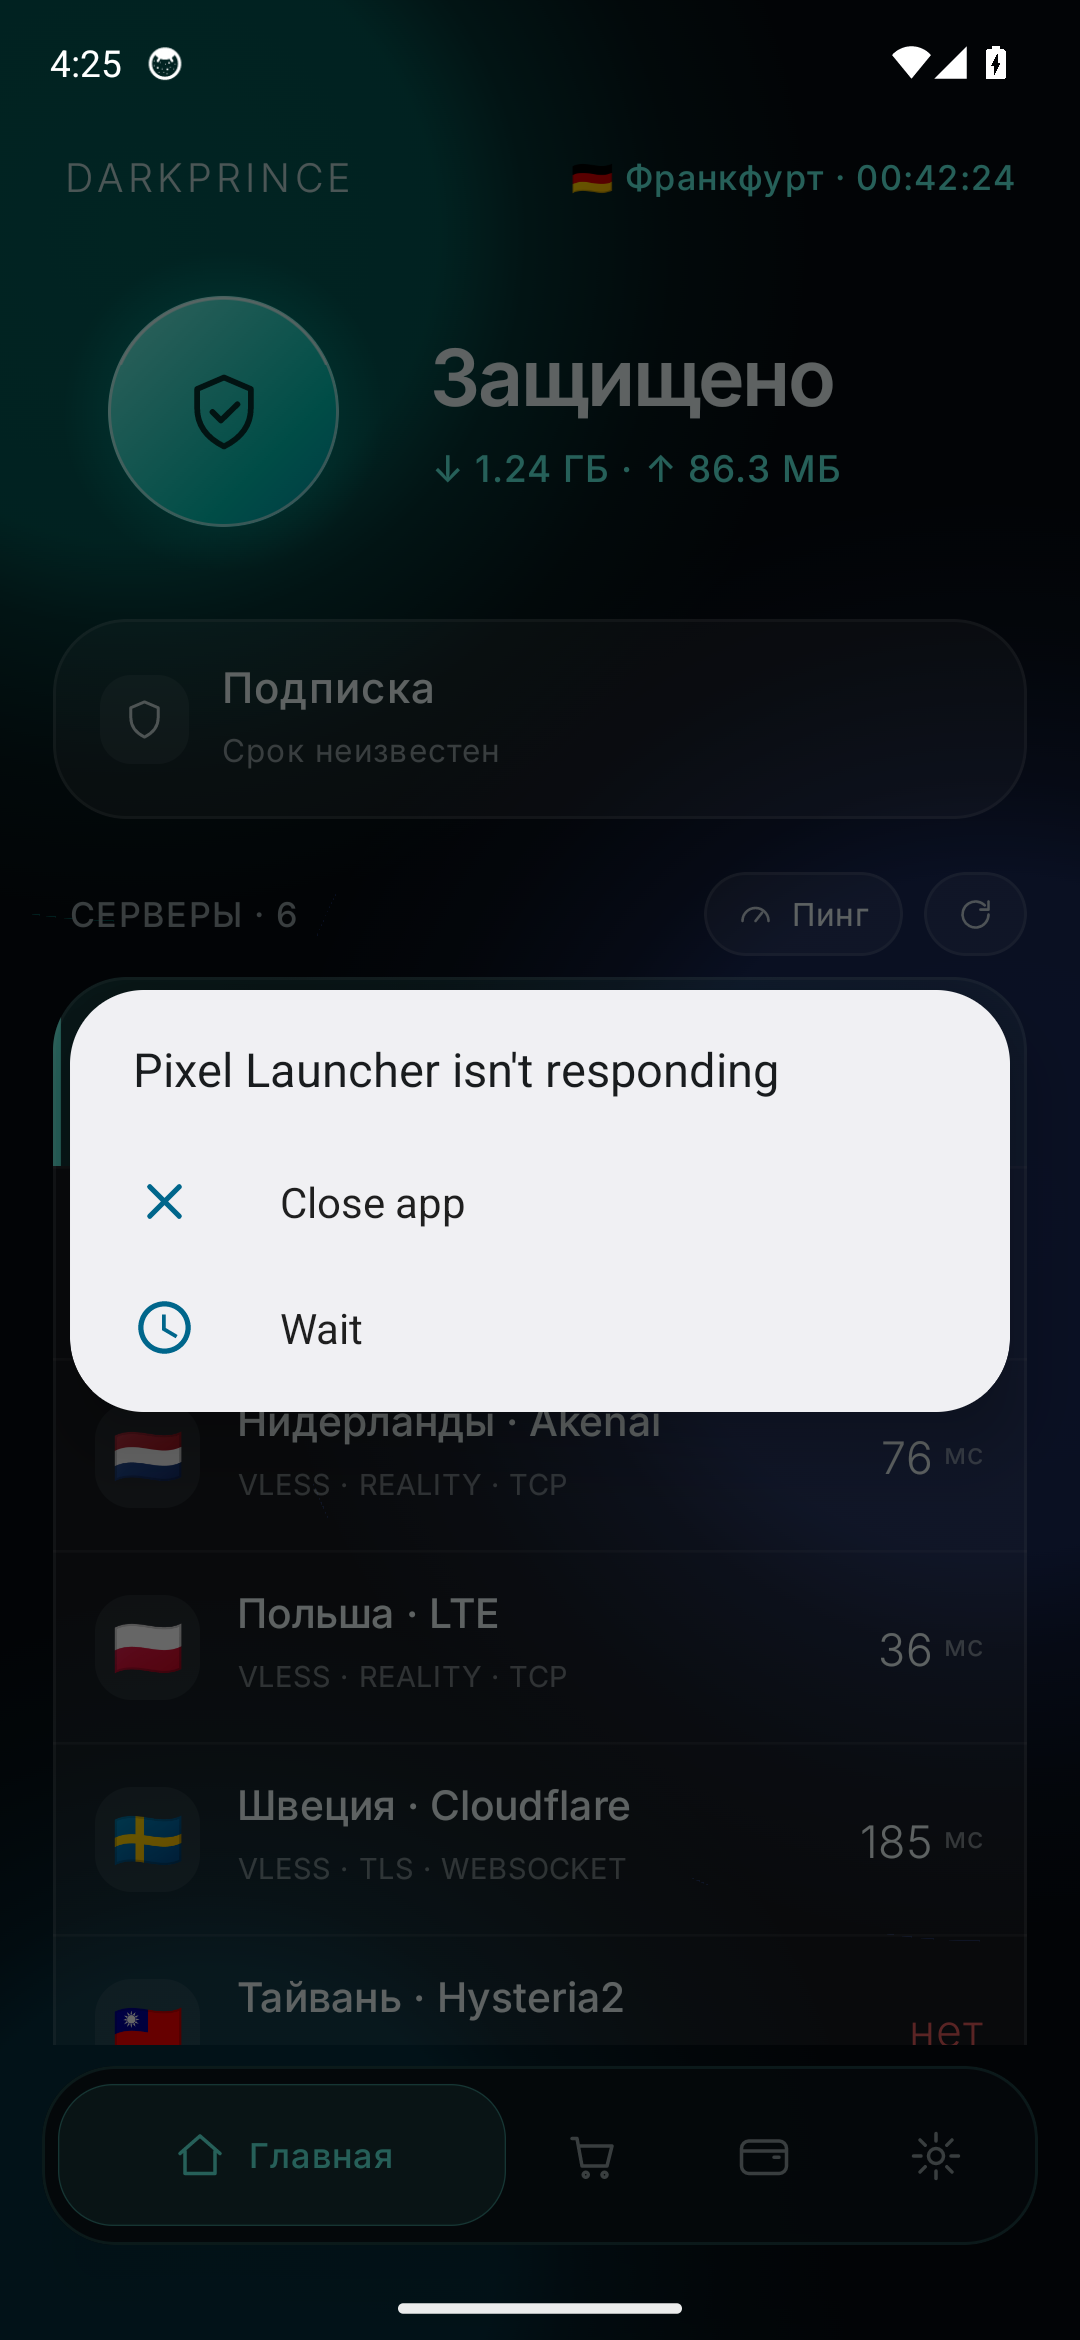 4:25
DARKPRINCE
Франкфурт · 00:42:24
Защищено
↓ 1.24 ГБ · ↑ 86.3 МБ
Подписка
Срок неизвестен
СЕРВЕРЫ · 6
Пинг
Pixel Launcher isn't responding
Close app
Wait
Нидерланды · Akenai
76 мс
VLESS · REALITY · TCP
Польша · LTE
36 мс
VLESS · REALITY · TCP
Швеция · Cloudflare
185 мс
VLESS · TLS · WEBSOCKET
Тайвань · Hysteria2
нет
Главная